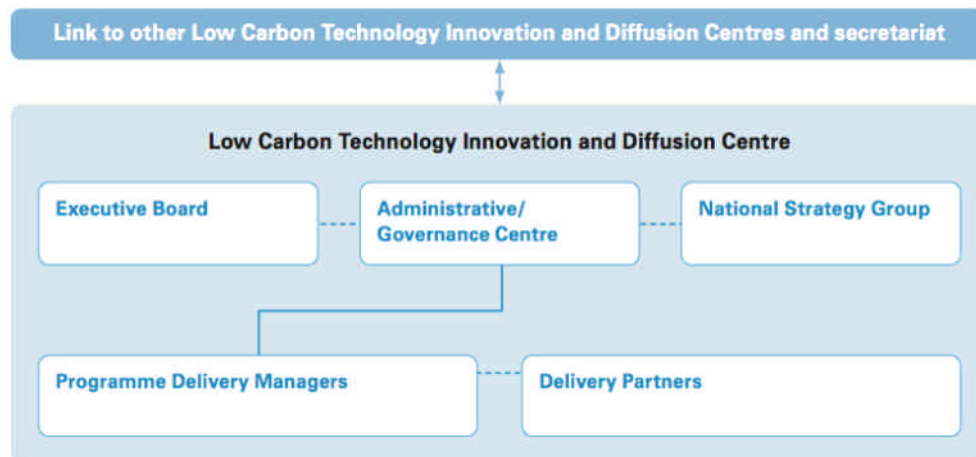 Link to other Low Carbon Technology Innovation and Diffusion Centres and secretariat
Low Carbon Technology Innovation and Diffusion Centre
Executive Board
Administrative/
Governance Centre
National Strategy Group
Programme Delivery Managers
Delivery Partners